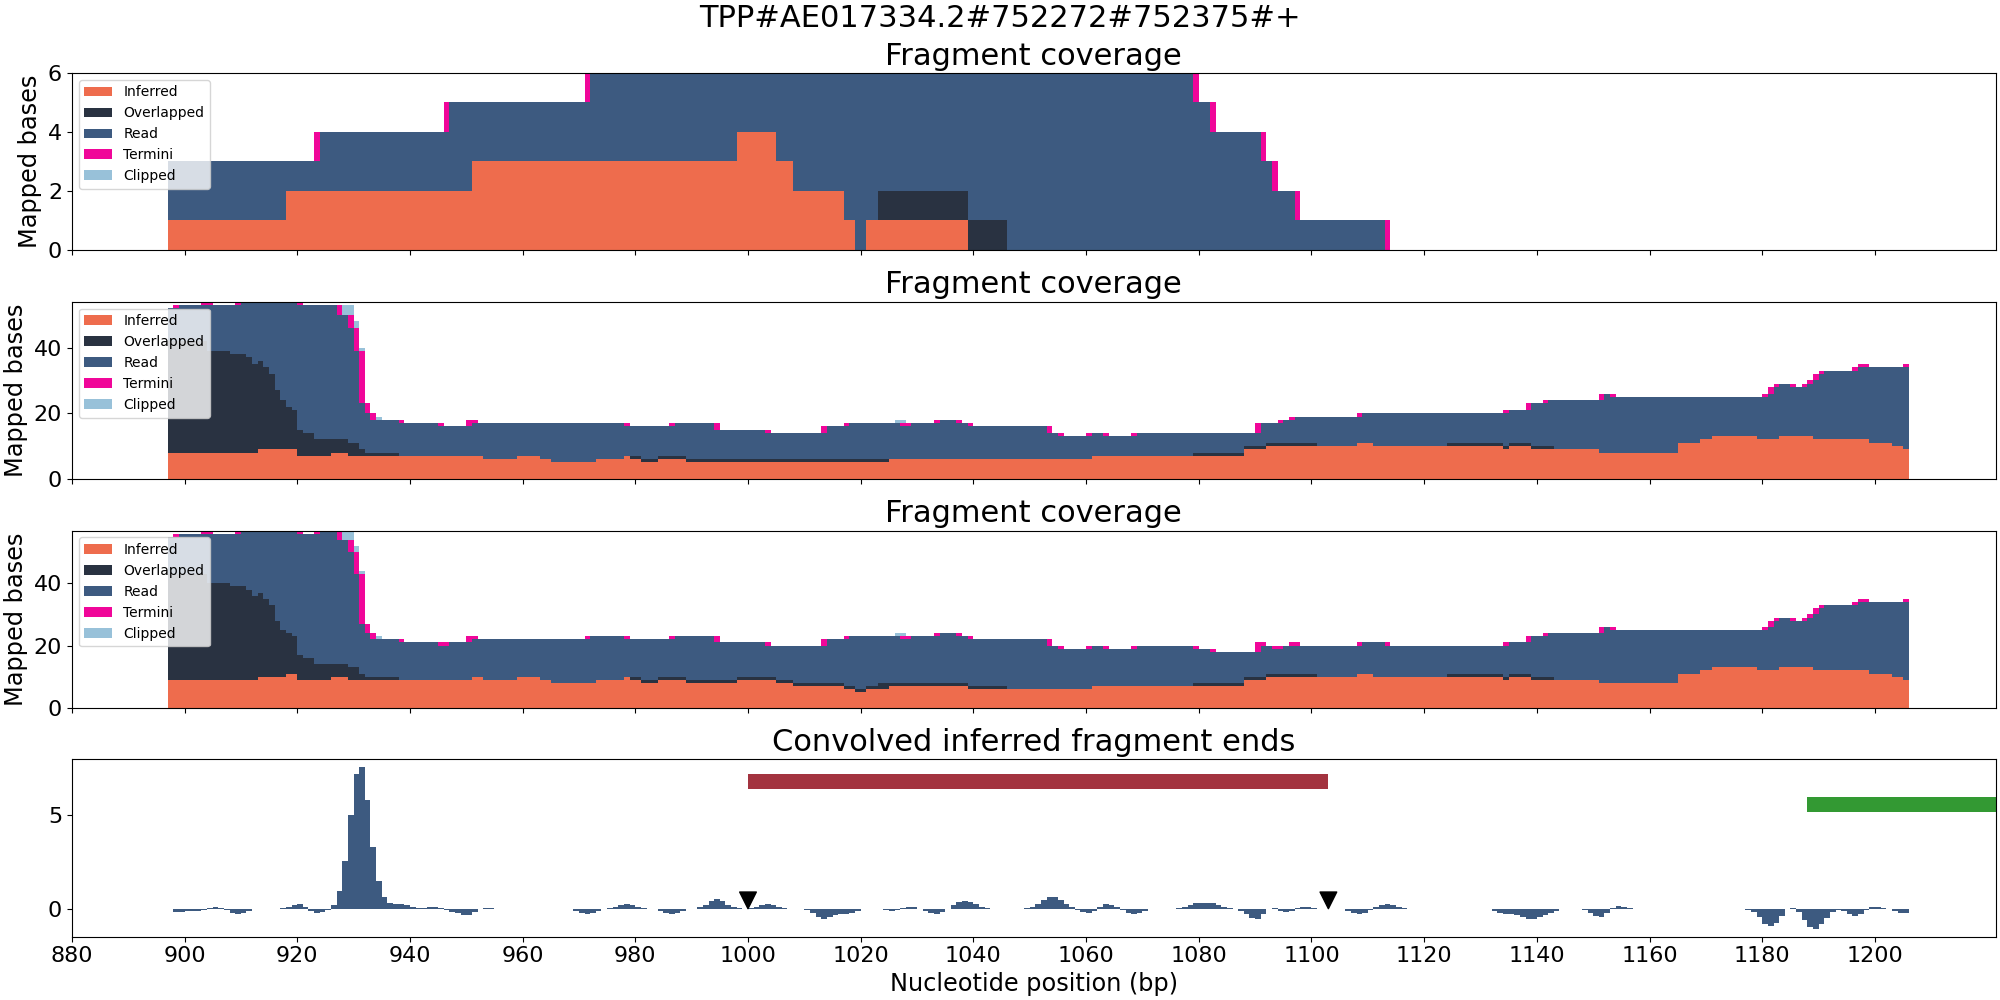 TPP#AE017334.2#752272#752375#+
Fragment coverage
Mapped bases
6
4
2
0
Inferred
Overlapped
Read
Termini
Clipped
Fragment coverage
Mapped bases
40
20
0
Inferred
Overlapped
Read
Termini
Clipped
Fragment coverage
Mapped bases
40
20
0
Inferred
Overlapped
Read
Termini
Clipped
Convolved inferred fragment ends
5
0
880 900 920 940 960 980 1000 1020 1040 1060 1080 1100 1120 1140 1160 1180 1200
Nucleotide position (bp)